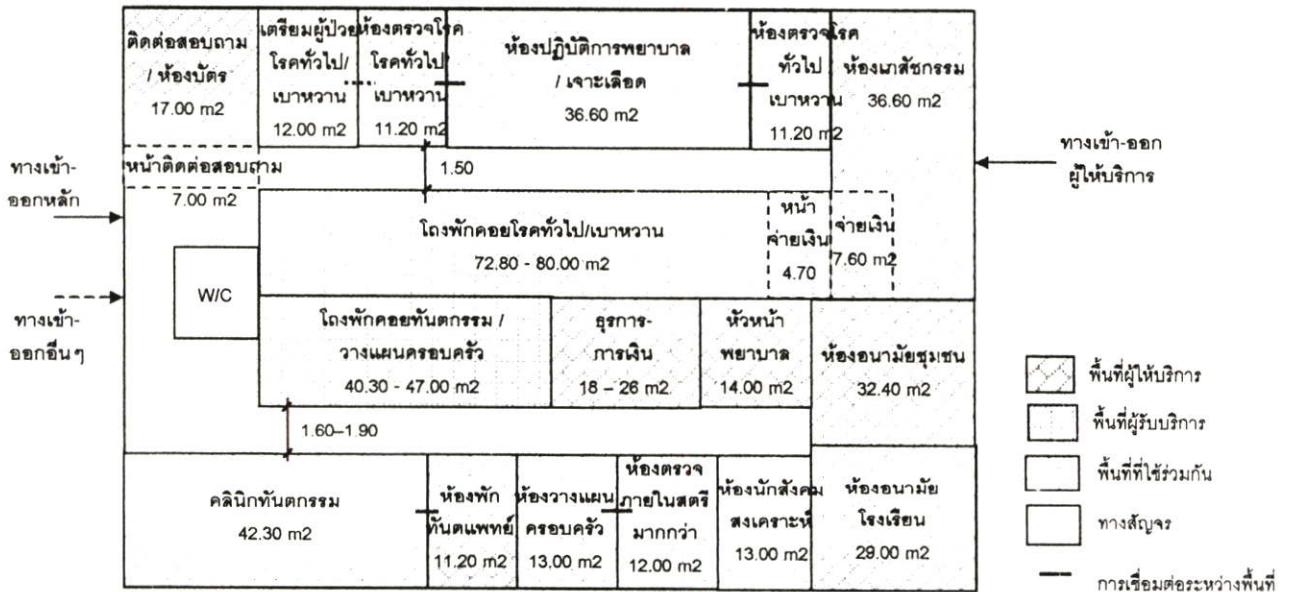 ติดต่อสอบถาม
/ ห้องบัตร
17.00 m2
เตรียมผู้ป่วย
โรคทั่วไป/
เบาหวาน
12.00 m2
ห้องตรวจโรค
โรคทั่วไป/
เบาหวาน
11.20 m2
ห้องปฏิบัติการพยาบาล
/ เจาะเลือด
36.60 m2
ห้องตรวจโรค
ทั่วไป
เบาหวาน
11.20 m2
ห้องเภสัชกรรม
36.60 m2
ทางเข้า-
ออกหลัก
หน้าติดต่อสอบถาม
7.00 m2
1.50
ทางเข้า-ออก
ผู้ให้บริการ
โถงพักคอยโรคทั่วไป/เบาหวาน
72.80 - 80.00 m2
หน้า
จ่ายเงิน
4.70
จ่ายเงิน
7.60 m2
W/C
ทางเข้า-
ออกอื่นๆ
โถงพักคอยทันตกรรม /
วางแผนครอบครัว
40.30 - 47.00 m2
ธุรการ-
การเงิน
18 – 26 m2
หัวหน้า
พยาบาล
14.00 m2
ห้องอนามัยชุมชน
32.40 m2
1.60–1.90
คลินิกทันตกรรม
42.30 m2
ห้องพัก
ทันตแพทย์
11.20 m2
ห้องวางแผน
ครอบครัว
13.00 m2
ห้องตรวจ
ภายในสตรี
มากกว่า
12.00 m2
ห้องนักสังคม
สงเคราะห์
13.00 m2
ห้องอนามัย
โรงเรียน
29.00 m2
พื้นที่ผู้ให้บริการ
พื้นที่ผู้รับบริการ
พื้นที่ที่ใช้ร่วมกัน
ทางสัญจร
การเชื่อมต่อระหว่างพื้นที่